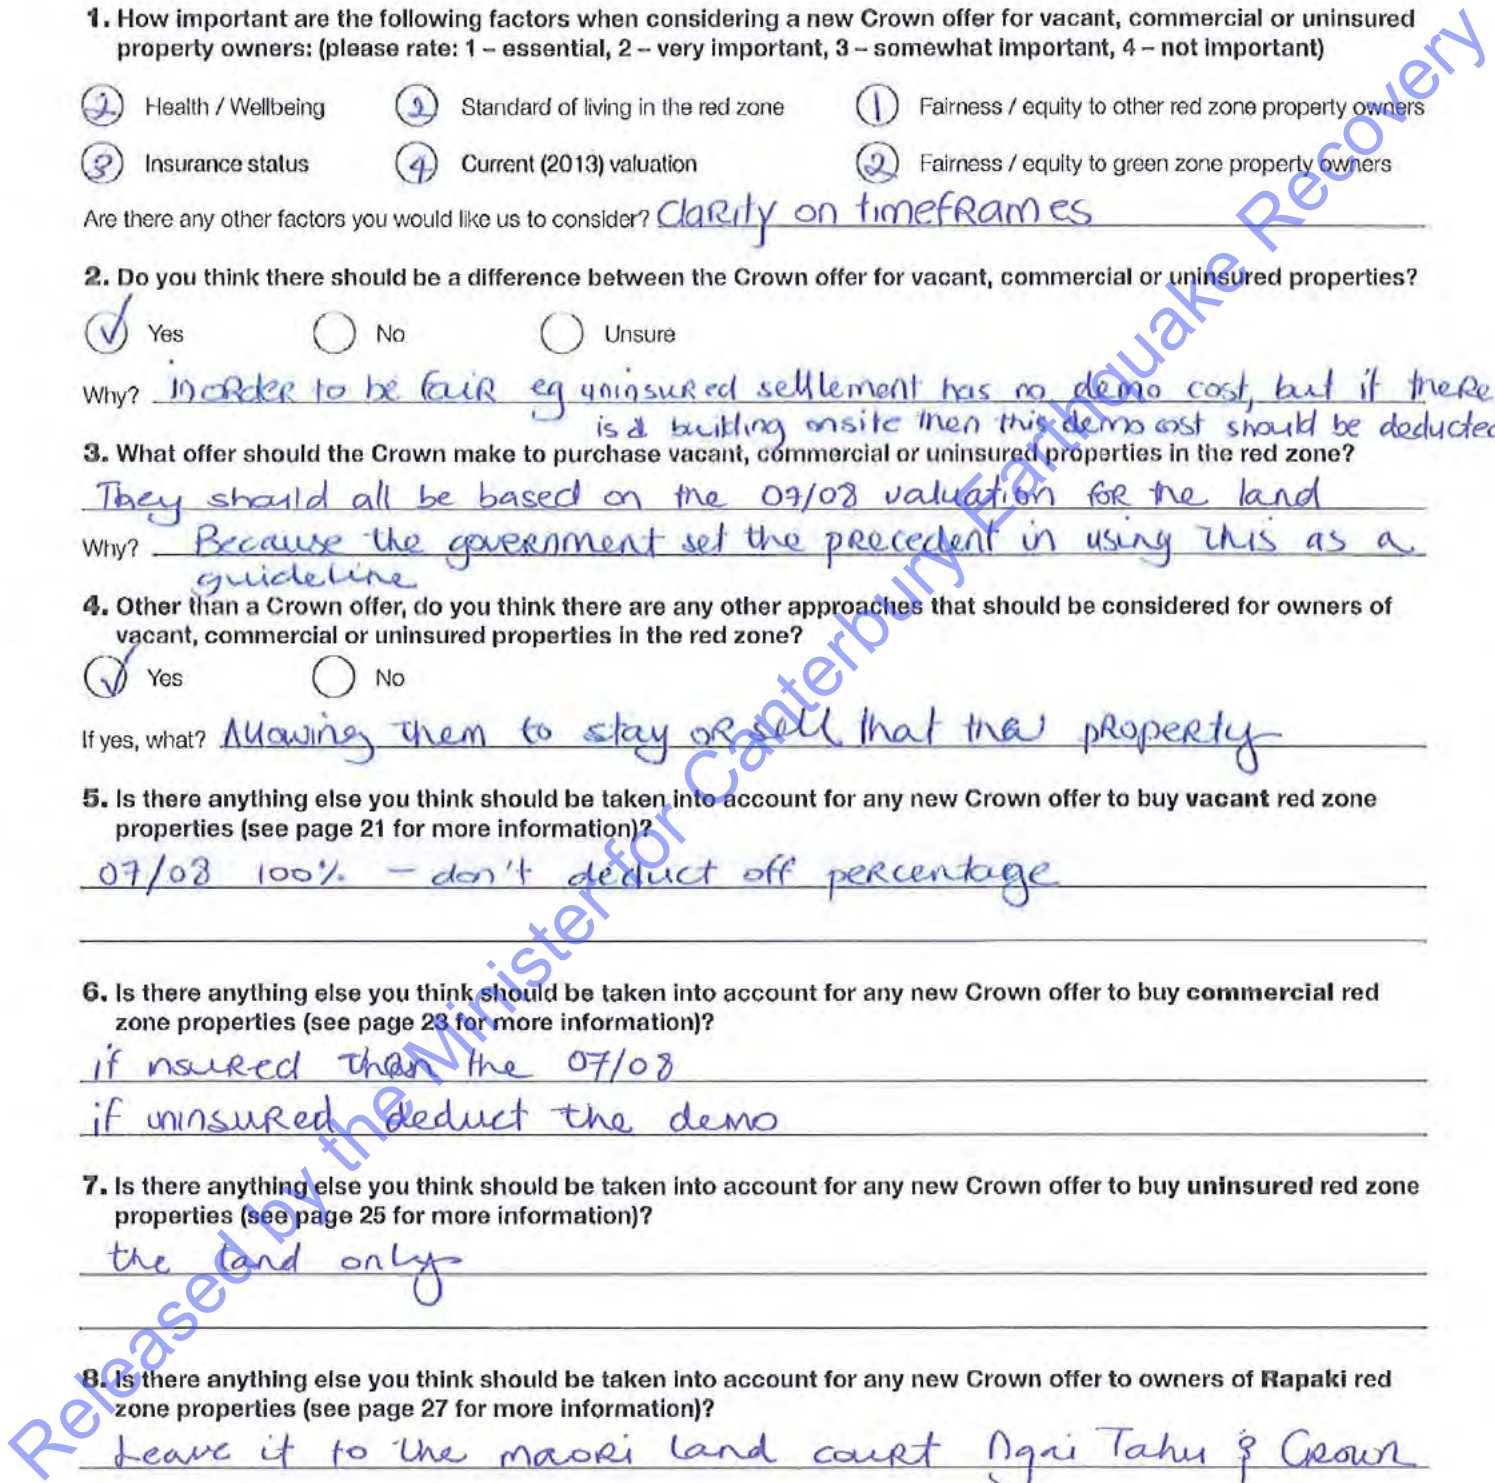 1. How important are the following factors when considering a new Crown offer for vacant, commercial or uninsured
property owners: (please rate: 1 – essential, 2 – very important, 3 – somewhat important, 4 – not important)
2 Health / Wellbeing 2 Standard of living in the red zone 1 Fairness / equity to other red zone property owners
3 Insurance status 4 Current (2013) valuation 2 Fairness / equity to green zone property owners
Are there any other factors you would like us to consider? Clarity on timeframes
2. Do you think there should be a difference between the Crown offer for vacant, commercial or uninsured properties?
✓ Yes No Unsure
Why? in order to be fair eg uninsured settlement has no demo cost, but if there
is a building onsite then this demo cost should be deducted
3. What offer should the Crown make to purchase vacant, commercial or uninsured properties in the red zone?
They should all be based on the 07/08 valuation for the land
Why? Because the government set the precedent in using this as a
guideline
4. Other than a Crown offer, do you think there are any other approaches that should be considered for owners of
vacant, commercial or uninsured properties in the red zone?
✓ Yes No
If yes, what? Allowing them to stay or sell that property
5. Is there anything else you think should be taken into account for any new Crown offer to buy vacant red zone
properties (see page 21 for more information)?
07/08 100% – don't deduct off percentage
6. Is there anything else you think should be taken into account for any new Crown offer to buy commercial red
zone properties (see page 23 for more information)?
if nsured than the 07/08
if uninsured deduct the demo
7. Is there anything else you think should be taken into account for any new Crown offer to buy uninsured red zone
properties (see page 25 for more information)?
the land only
8. Is there anything else you think should be taken into account for any new Crown offer to owners of Rapaki red
zone properties (see page 27 for more information)?
Leave it to the maori land court Ngai Tahu & Crown
Released by the Minister for Canterbury Earthquake Recovery